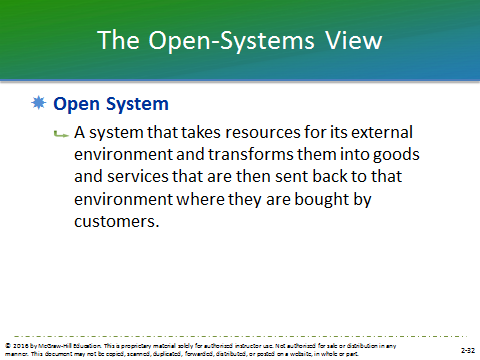 The Open-Systems View
Open System
A system that takes resources for its external
environment and transforms them into goods
and services that are then sent back to that
environment where they are bought by
customers.
© 2016 by McGraw-Hill Education. This is proprietary material solely for authorized instructor use. Not authorized for sale or distribution in any
manner. This document may not be copied, scanned, duplicated, forwarded, distributed, or posted on a website, in whole or part.
2-32